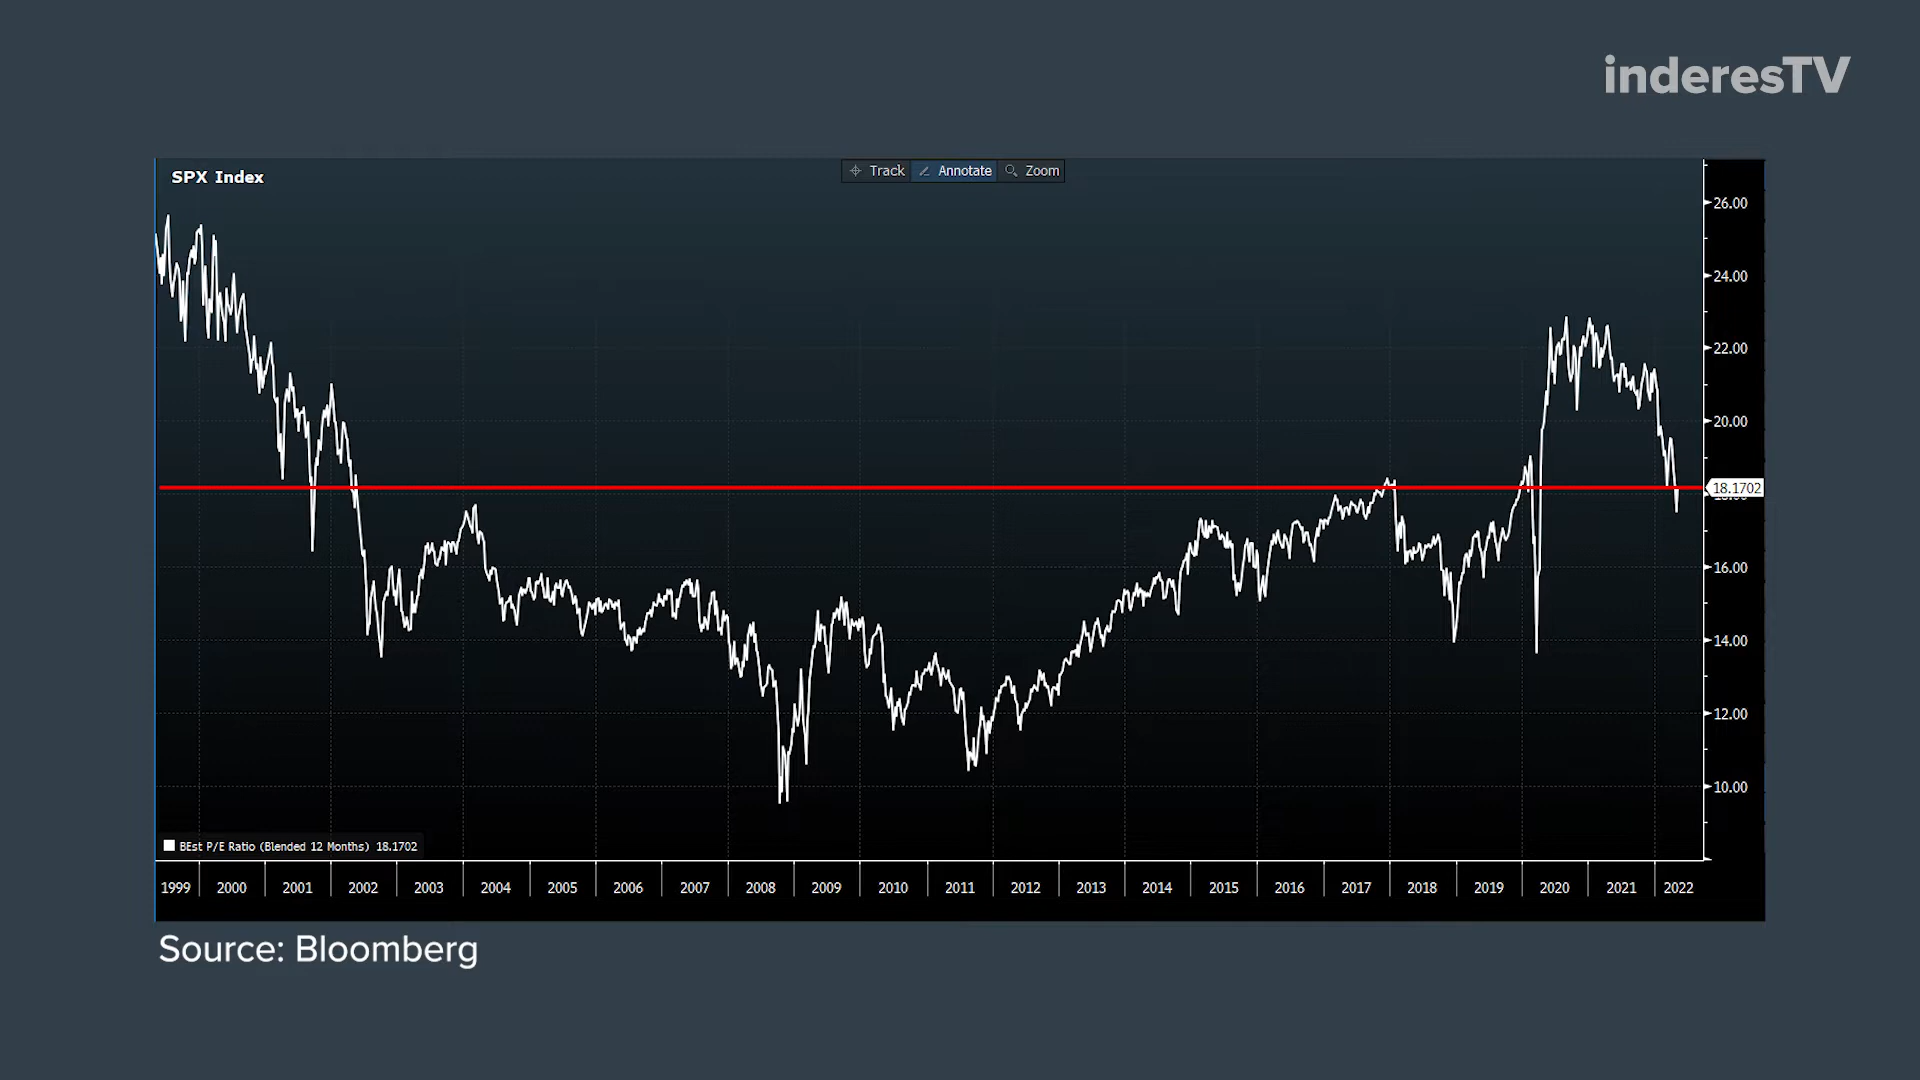 inderesTV
SPX Index
Track Annotate Zoom
26.00
24.00
22.00
20.00
18.1702
18.00
16.00
14.00
12.00
10.00
BEst P/E Ratio (Blended 12 Months) 18.1702
1999 2000 2001 2002 2003 2004 2005 2006 2007 2008 2009 2010 2011 2012 2013 2014 2015 2016 2017 2018 2019 2020 2021 2022
Source: Bloomberg